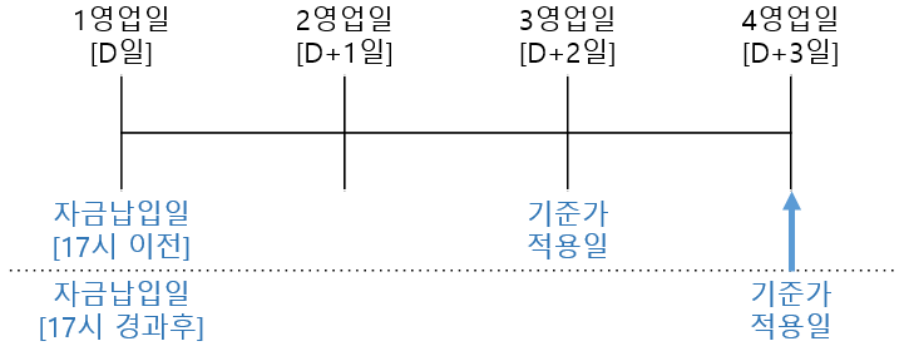 1영업일 2영업일 3영업일 4영업일
[D일] [D+1일] [D+2일] [D+3일]
자금납입일 기준가
[17시 이전] 적용일
자금납입일 기준가
[17시 경과후] 적용일